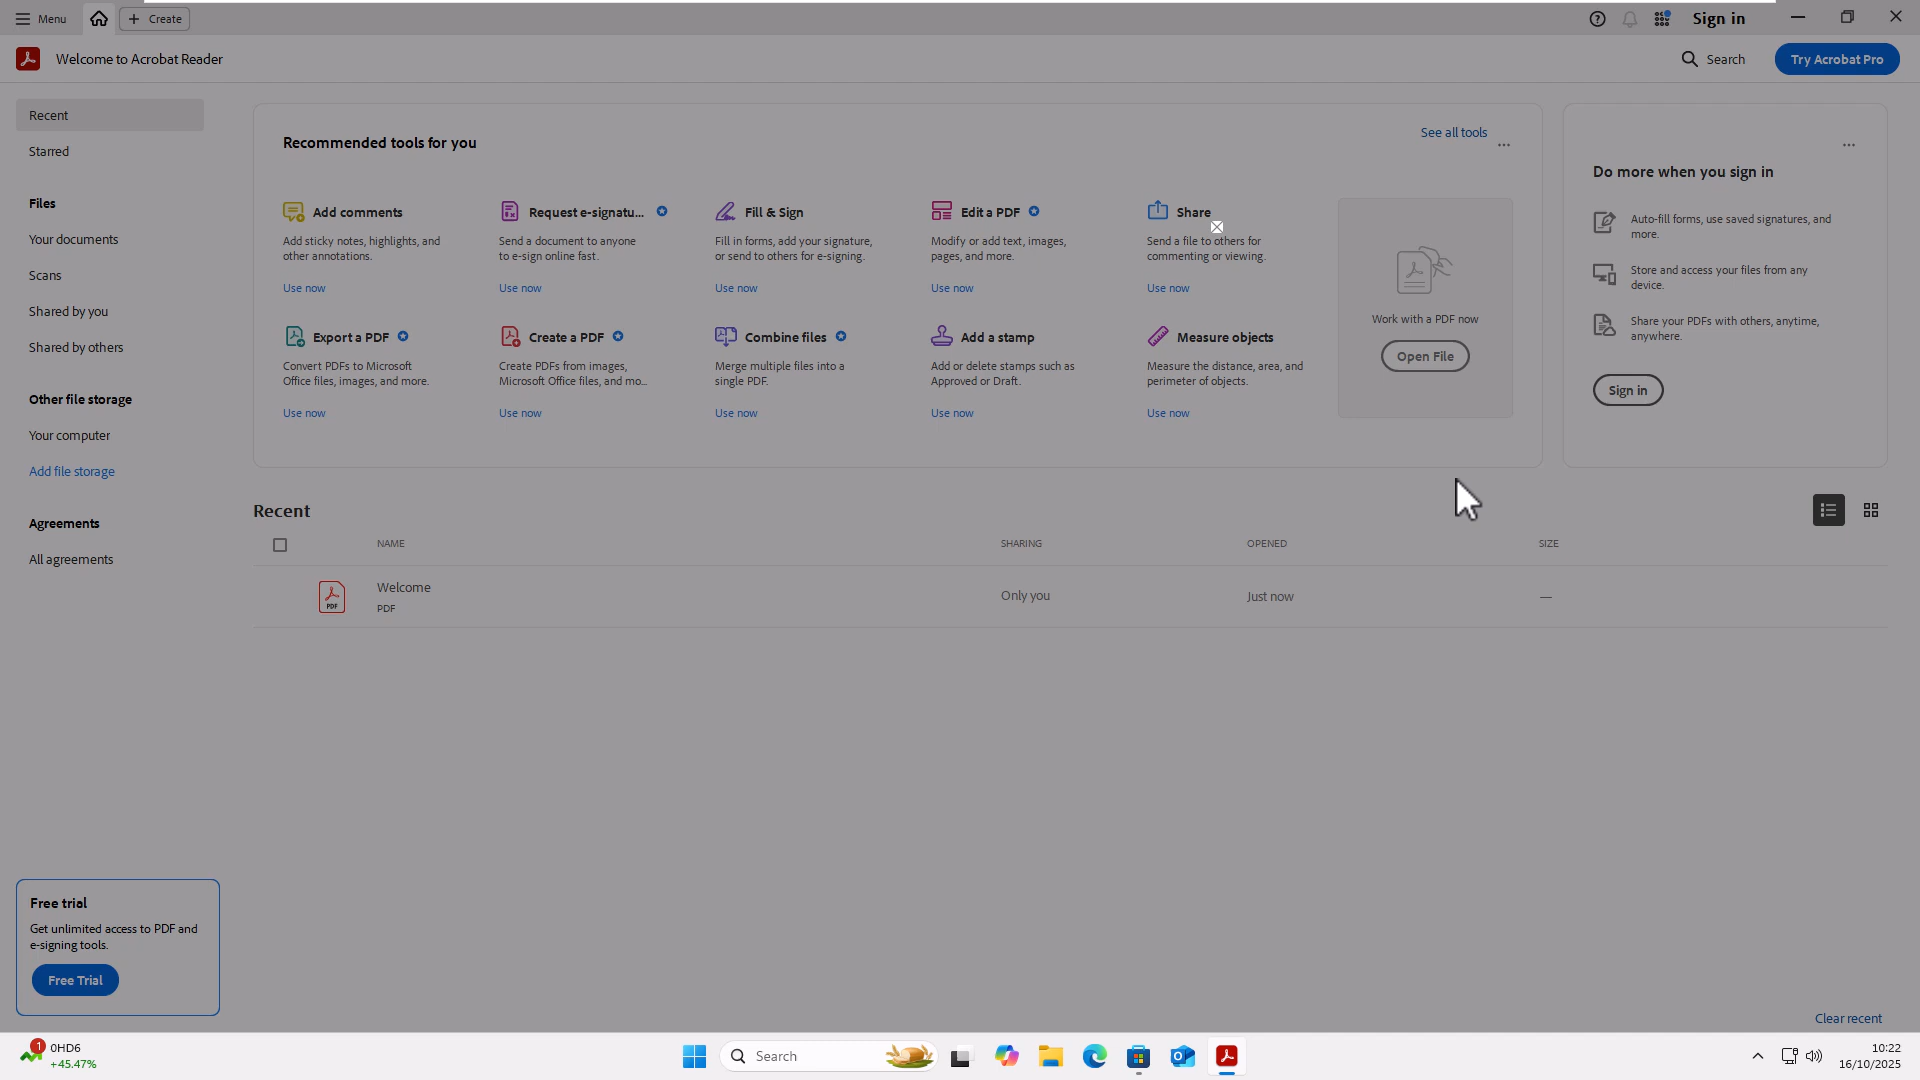 Menu
Create
Sign in
Welcome to Acrobat Reader
Search
Try Acrobat Pro
Recent
Starred
Files
Your documents
Scans
Shared by you
Shared by others
Other file storage
Your computer
Add file storage
Agreements
All agreements
Recommended tools for you
See all tools
Add comments
Add sticky notes, highlights, and
other annotations.
Use now
Request e-signatu...
Send a document to anyone
to e-sign online fast.
Use now
Fill & Sign
Fill in forms, add your signature,
or send to others for e-signing.
Use now
Edit a PDF
Modify or add text, images,
pages, and more.
Use now
Share
Send a file to others for
commenting or viewing.
Use now
Export a PDF
Convert PDFs to Microsoft
Office files, images, and more.
Use now
Create a PDF
Create PDFs from images,
Microsoft Office files, and mo...
Use now
Combine files
Merge multiple files into a
single PDF.
Use now
Add a stamp
Add or delete stamps such as
Approved or Draft.
Use now
Measure objects
Measure the distance, area, and
perimeter of objects.
Use now
Work with a PDF now
Open File
Do more when you sign in
Auto-fill forms, use saved signatures, and
more.
Store and access your files from any
device.
Share your PDFs with others, anytime,
anywhere.
Sign in
Recent
NAME SHARING OPENED SIZE
PDF
Welcome
PDF
Only you
Just now
—
Free trial
Get unlimited access to PDF and
e-signing tools.
Free Trial
Clear recent
1
0HD6
+45.47%
Search
10:22
16/10/2025